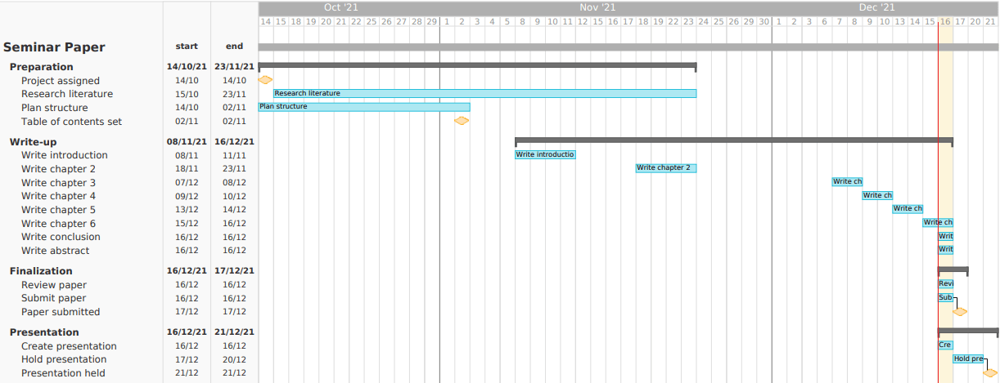 Oct '21 Nov '21 Dec '21
14 15 18 19 20 21 22 25 26 27 28 29 1 2 3 4 5 8 9 10 11 12 15 16 17 18 19 22 23 24 25 26 29 30 1 2 3 6 7 8 9 10 13 14 15 16 17 20 21
Seminar Paper start end
Preparation 14/10/21 23/11/21
Project assigned 14/10 14/10
Research literature 15/10 23/11 Research literature
Plan structure 14/10 02/11 Plan structure
Table of contents set 02/11 02/11
Write-up 08/11/21 16/12/21
Write introduction 08/11 11/11 Write introductio
Write chapter 2 18/11 23/11 Write chapter 2
Write chapter 3 07/12 08/12 Write ch
Write chapter 4 09/12 10/12 Write ch
Write chapter 5 13/12 14/12 Write ch
Write chapter 6 15/12 16/12 Write ch
Write conclusion 16/12 16/12 Writ
Write abstract 16/12 16/12 Writ
Finalization 16/12/21 17/12/21
Review paper 16/12 16/12 Revi
Submit paper 16/12 16/12 Sub
Paper submitted 17/12 17/12
Presentation 16/12/21 21/12/21
Create presentation 16/12 16/12 Cre
Hold presentation 17/12 20/12 Hold pre
Presentation held 21/12 21/12